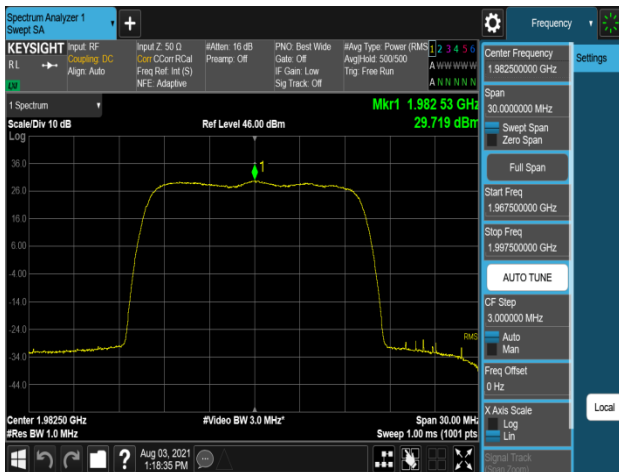 Spectrum Analyzer 1
Swept SA
+
Frequency
KEYSIGHT
RL
LXI
Input: RF
Coupling: DC
Align: Auto
Input Z: 50 Ω
Corr CCorr RCal
Freq Ref: Int (S)
NFE: Adaptive
#Atten: 16 dB
Preamp: Off
PNO: Best Wide
Gate: Off
IF Gain: Low
Sig Track: Off
#Avg Type: Power (RMS
Avg|Hold: 500/500
Trig: Free Run
1 2 3 4 5 6
A W W W W W
A N N N N N
1 Spectrum
Scale/Div 10 dB
Log
Ref Level 46.00 dBm
Mkr1 1.982 53 GHz
29.719 dBm
1
36.0
26.0
16.0
6.00
-4.00
-14.0
-24.0
-34.0
-44.0
RMS
Center 1.98250 GHz
#Res BW 1.0 MHz
#Video BW 3.0 MHz*
Span 30.00 MHz
Sweep 1.00 ms (1001 pts
?
Aug 03, 2021
1:18:35 PM
Center Frequency
1.982500000 GHz
Span
30.0000000 MHz
Swept Span
Zero Span
Full Span
Start Freq
1.967500000 GHz
Stop Freq
1.997500000 GHz
AUTO TUNE
CF Step
3.000000 MHz
Auto
Man
Freq Offset
0 Hz
X Axis Scale
Log
Lin
Signal Track
(Span Zoom)
Settings
Local